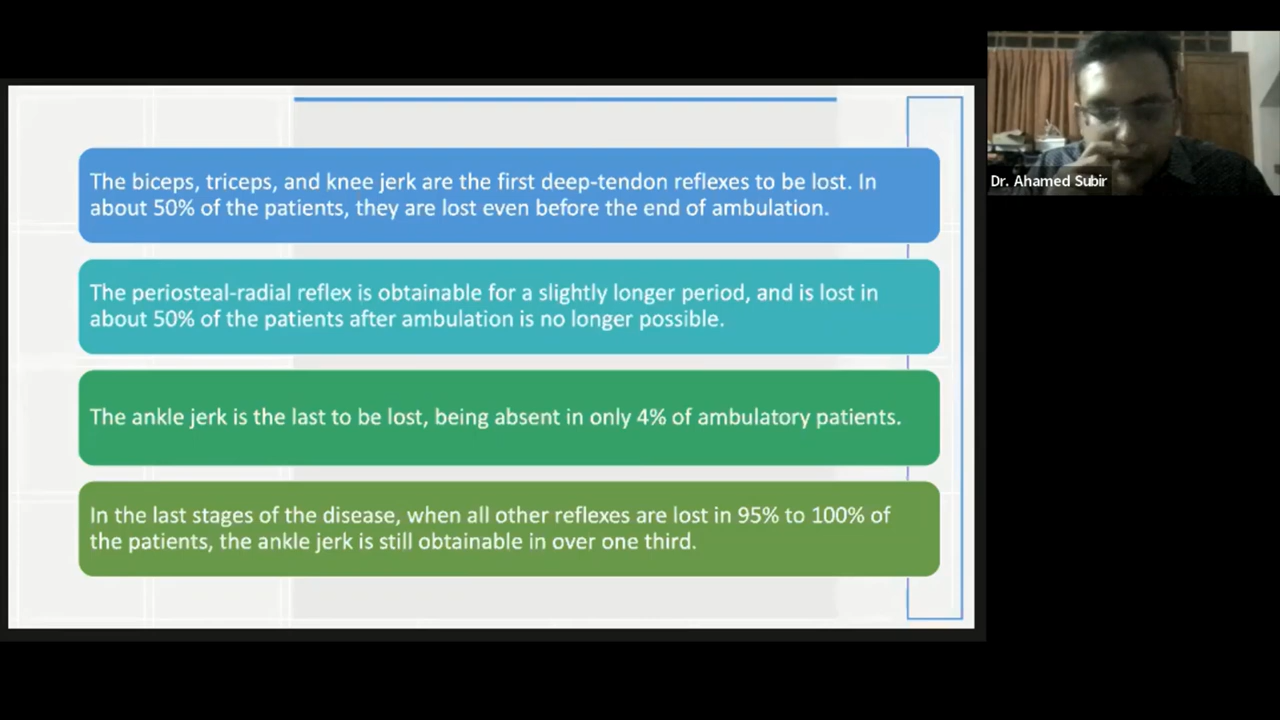 The biceps, triceps, and knee jerk are the first deep-tendon reflexes to be lost. In
about 50% of the patients, they are lost even before the end of ambulation.
The periosteal-radial reflex is obtainable for a slightly longer period, and is lost in
about 50% of the patients after ambulation is no longer possible.
The ankle jerk is the last to be lost, being absent in only 4% of ambulatory patients.
In the last stages of the disease, when all other reflexes are lost in 95% to 100% of
the patients, the ankle jerk is still obtainable in over one third.
Dr. Ahamed Subir